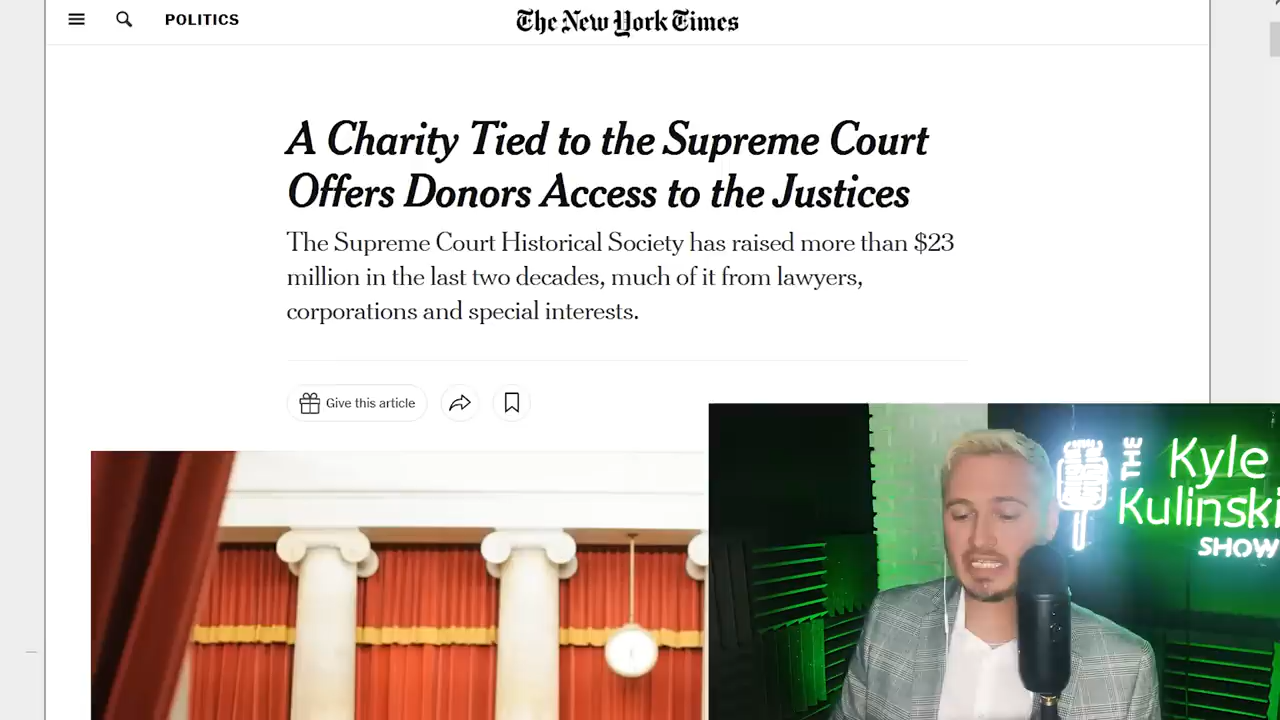 POLITICS
The New York Times
A Charity Tied to the Supreme Court
Offers Donors Access to the Justices
The Supreme Court Historical Society has raised more than $23
million in the last two decades, much of it from lawyers,
corporations and special interests.
Give this article
THE
Kyle
Kulinski
SHOW